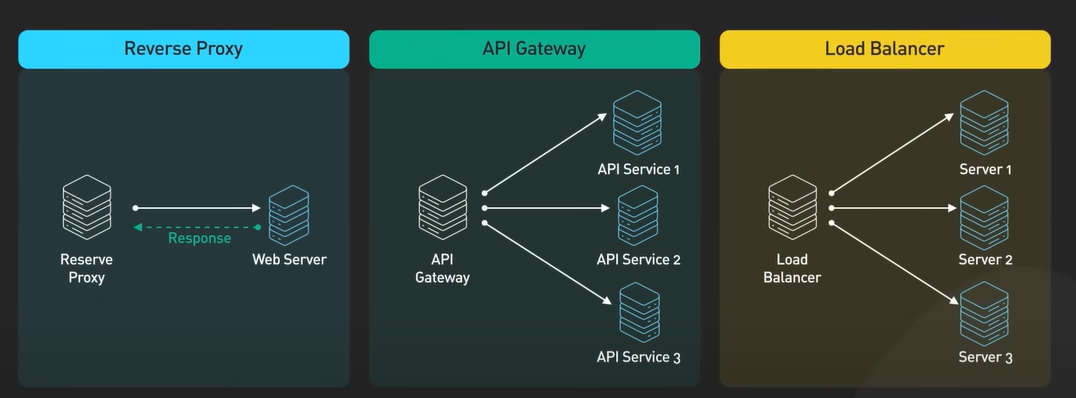 Reverse Proxy
Reserve
Proxy
Response
Web Server
API Gateway
API
Gateway
API Service 1
API Service 2
API Service 3
Load Balancer
Load
Balancer
Server 1
Server 2
Server 3